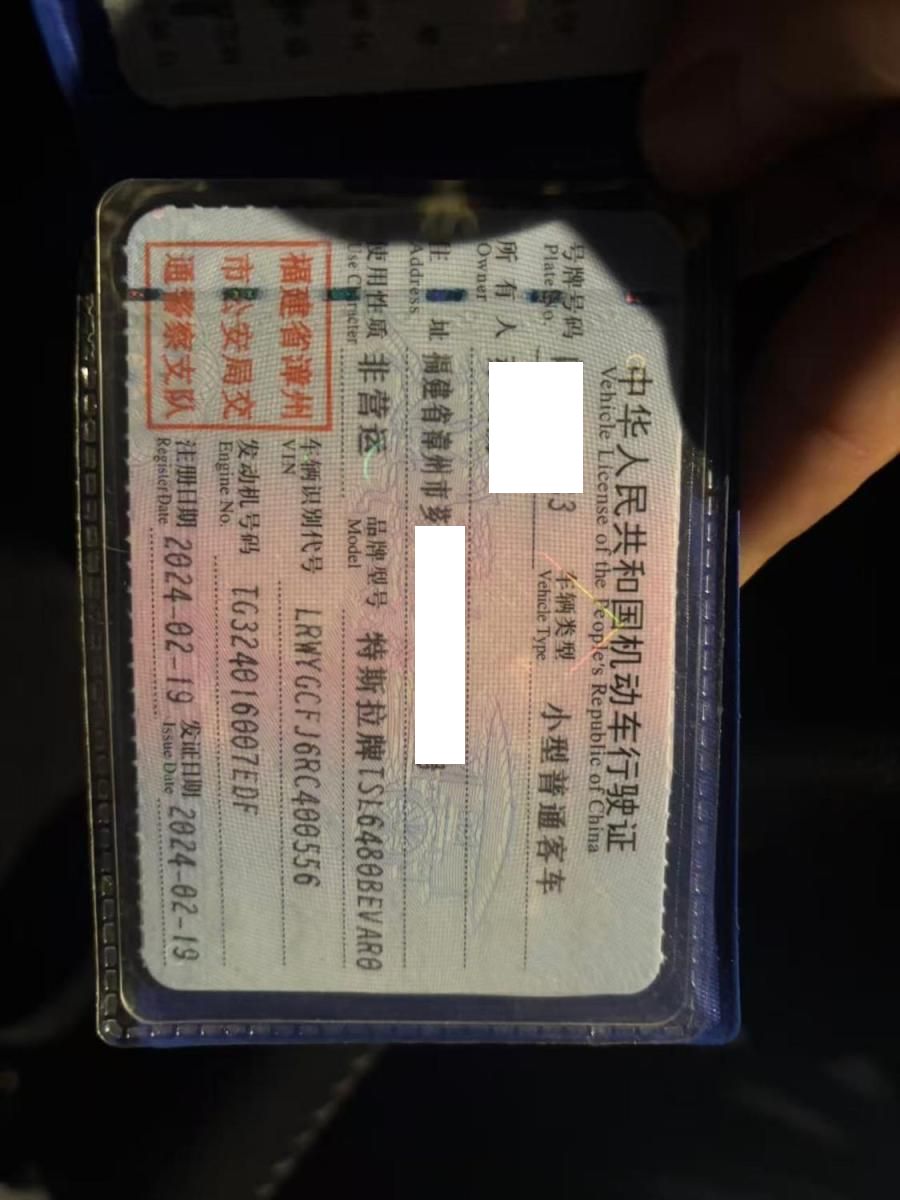 中华人民共和国机动车行驶证
Vehicle License of the People's Republic of China
号牌号码 3 车辆类型 小型普通客车
Plate No. Vehicle Type
所有人
Owner
住址 福建省漳州市
Address
使用性质 非营运 品牌型号 特斯拉牌TSL6480BEVAR0
Use Character Model
福建省漳州
市公安局交
通警察支队
车辆识别代号 LRWYGCFJ6RC400556
VIN
发动机号码 TG324016007EDF
Engine No.
注册日期 2024-02-19 发证日期 2024-02-19
Register Date Issue Date